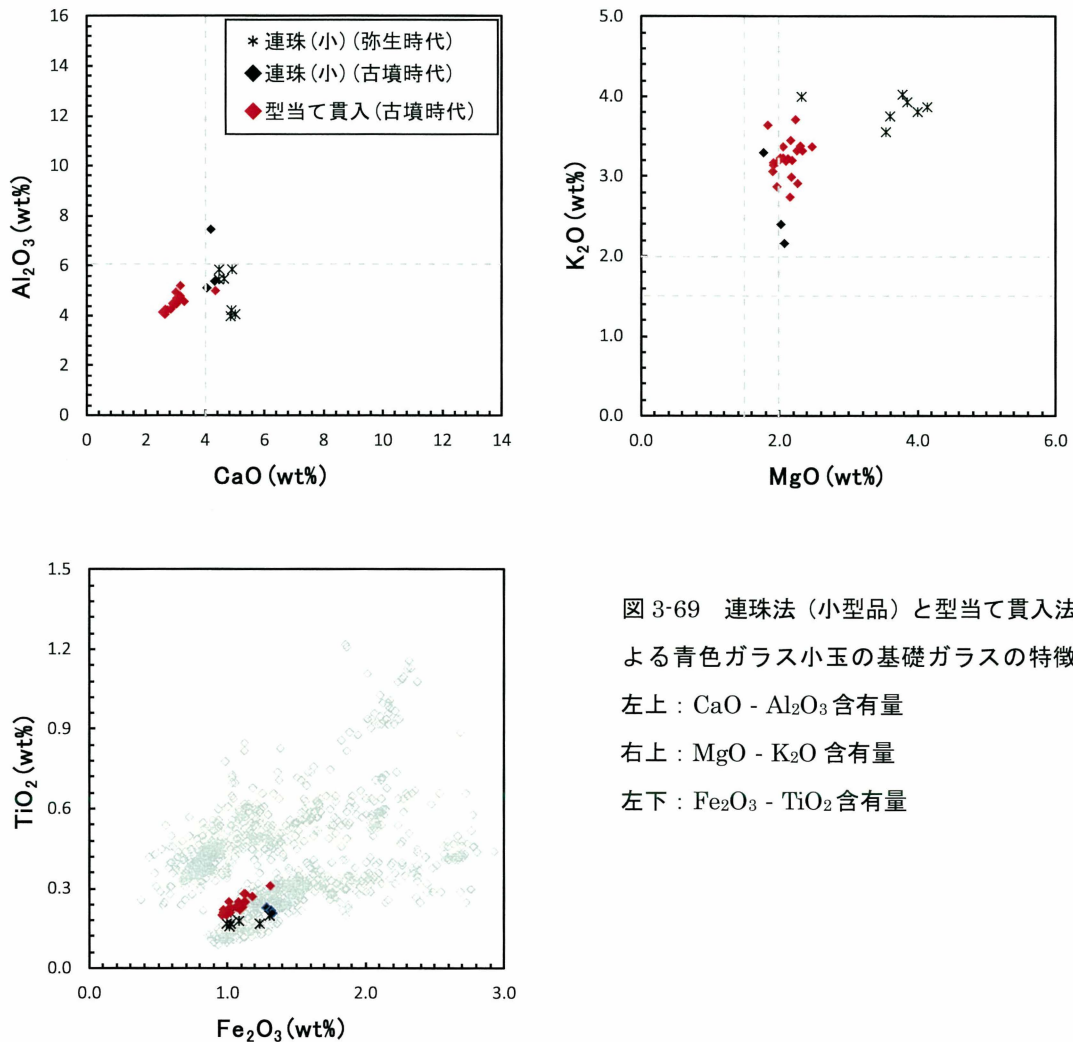 16
14
12
10
8
6
4
2
0
Al₂O₃ (wt%)
＊連珠(小)(弥生時代)
◆連珠(小)(古墳時代)
◆型当て貫入(古墳時代)
0 2 4 6 8 10 12 14
CaO (wt%)
5.0
4.0
3.0
2.0
1.0
0.0
K₂O (wt%)
0.0 2.0 4.0 6.0
MgO (wt%)
1.5
1.2
0.9
0.6
0.3
0.0
TiO₂ (wt%)
0.0 1.0 2.0 3.0
Fe₂O₃ (wt%)
図 3-69 連珠法（小型品）と型当て貫入法
よる青色ガラス小玉の基礎ガラスの特徴
左上：CaO - Al₂O₃ 含有量
右上：MgO - K₂O 含有量
左下：Fe₂O₃ - TiO₂ 含有量